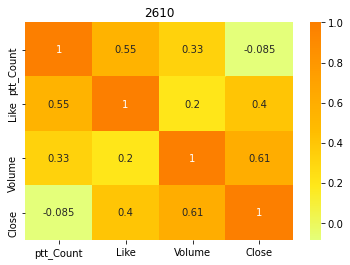 2610
ptt_Count 1 0.55 0.33 -0.085
Like 0.55 1 0.2 0.4
Volume 0.33 0.2 1 0.61
Close -0.085 0.4 0.61 1
ptt_Count Like Volume Close
1.0
0.8
0.6
0.4
0.2
0.0